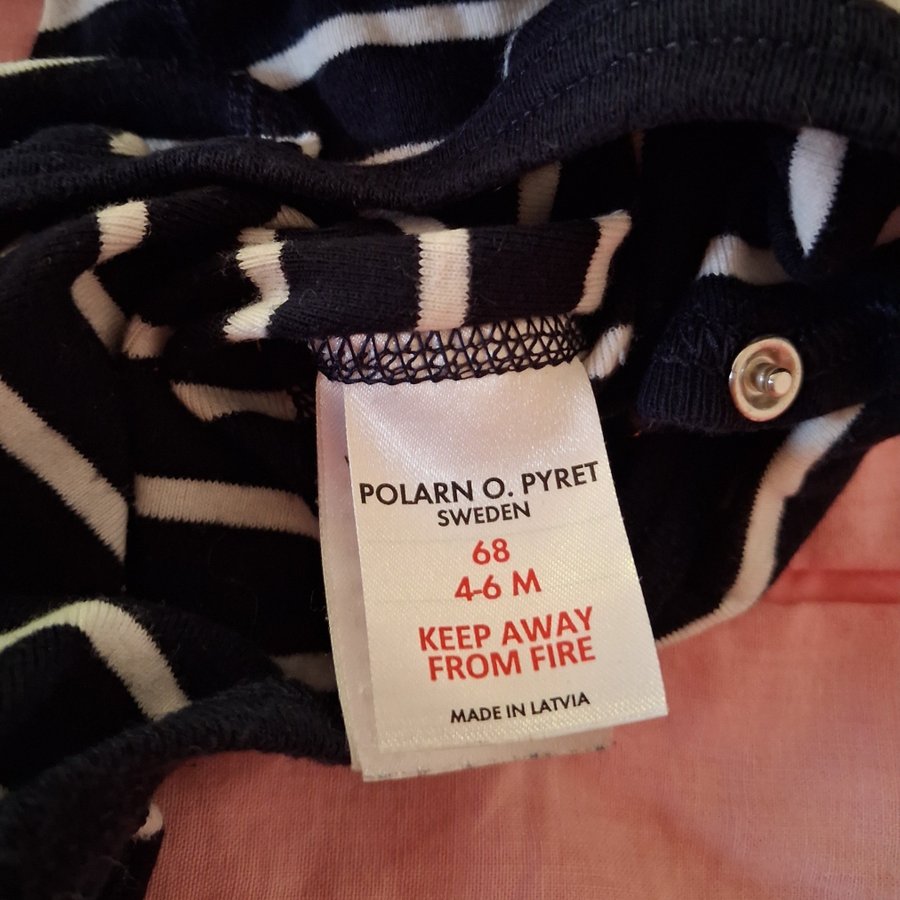 POLARN O. PYRET
SWEDEN
68
4-6 M
KEEP AWAY
FROM FIRE
MADE IN LATVIA